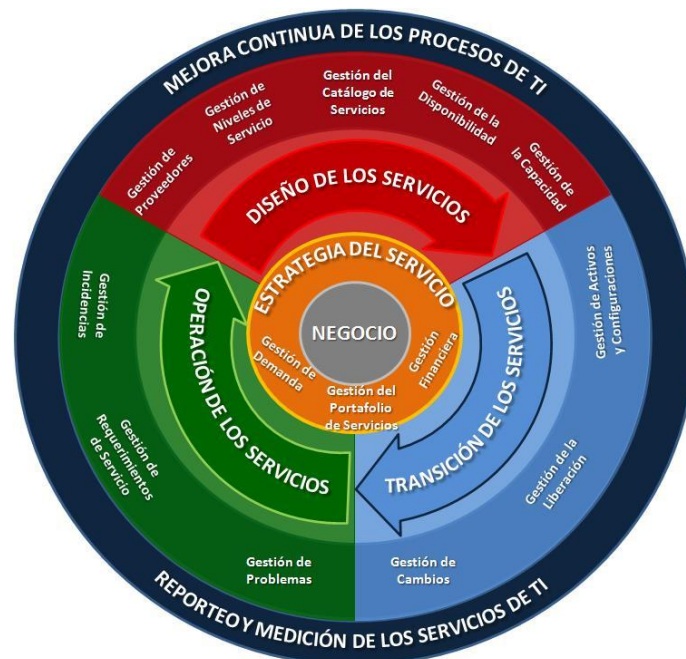 MEJORA CONTINUA DE LOS PROCESOS DE TI
Gestión de
Proveedores
Gestión de
Niveles de
Servicio
Gestión del
Catálogo de
Servicios
Gestión de la
Disponibilidad
Gestión de
la Capacidad
DISEÑO DE LOS SERVICIOS
ESTRATEGIA DEL SERVICIO
NEGOCIO
Gestión de
Demanda
Gestión del
Portafolio
de Servicios
Gestión
Financiera
OPERACIÓN DE LOS SERVICIOS
Gestión de
Incidencias
Gestión de
Requerimientos
de Servicio
Gestión de
Problemas
TRANSICIÓN DE LOS SERVICIOS
Gestión de Activos
y Configuraciones
Gestión de la
Liberación
Gestión de
Cambios
REPORTEO Y MEDICIÓN DE LOS SERVICIOS DE TI